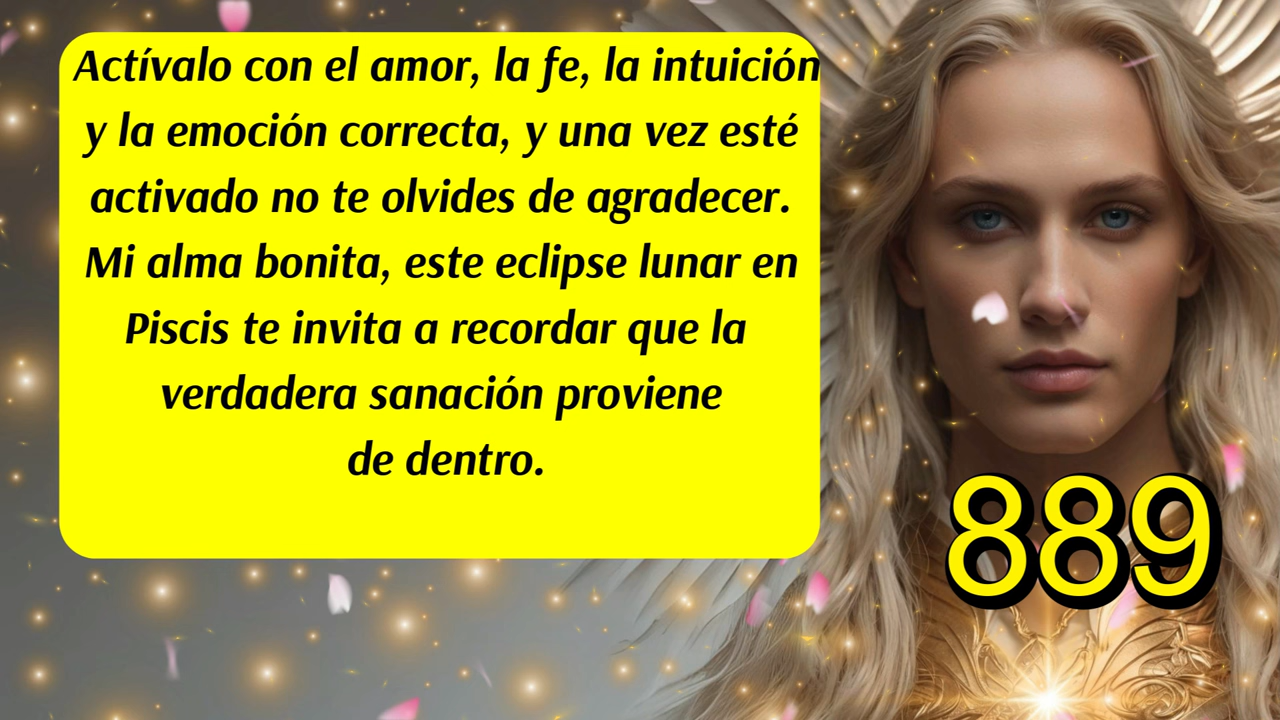 Actívalo con el amor, la fe, la intuición
y la emoción correcta, y una vez esté
activado no te olvides de agradecer.
Mi alma bonita, este eclipse lunar en
Piscis te invita a recordar que la
verdadera sanación proviene
de dentro.
889